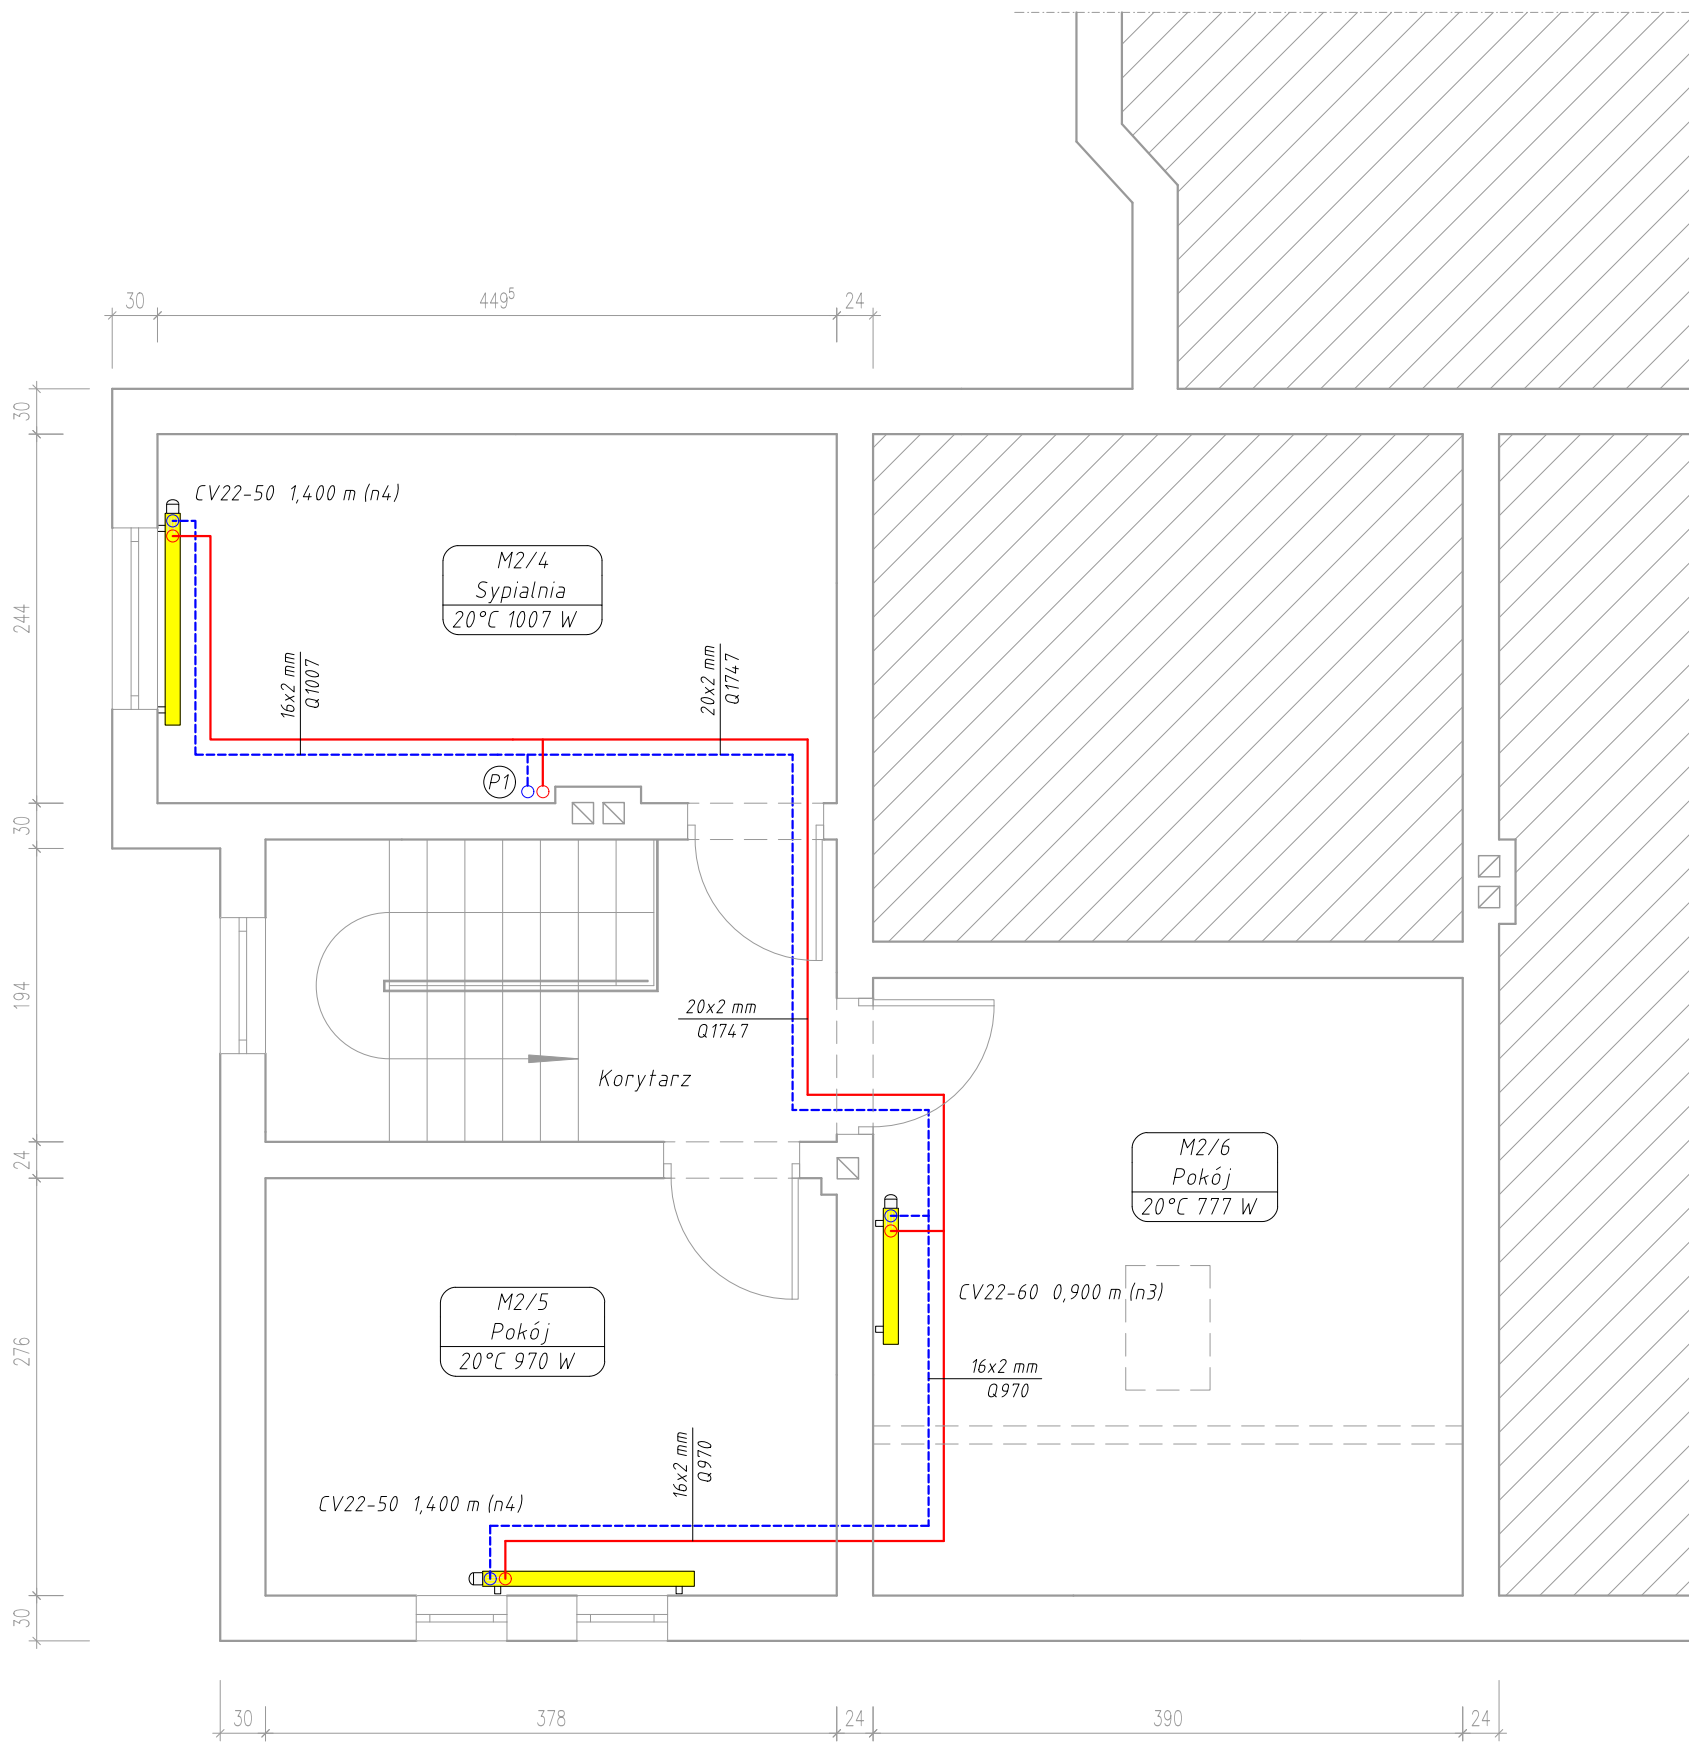 30
449⁵
24
30
CV22-50 1,400 m (n4)
M2/4
Sypialnia
20°C 1007 W
244
16x2 mm
Q1007
20x2 mm
Q1747
P1
30
194
20x2 mm
Q1747
Korytarz
24
M2/6
Pokój
20°C 777 W
M2/5
Pokój
20°C 970 W
CV22-60 0,900 m (n3)
276
16x2 mm
Q970
16x2 mm
Q970
CV22-50 1,400 m (n4)
30
30
378
24
390
24